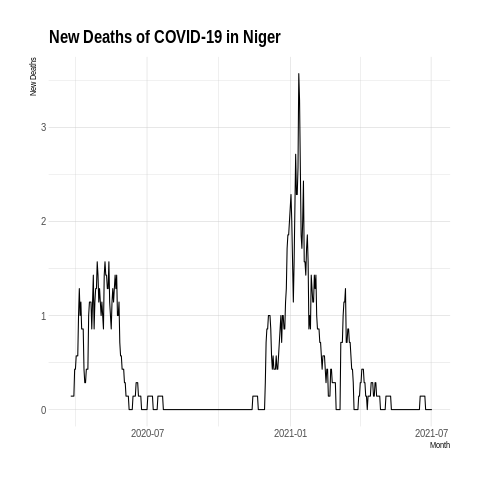 New Deaths of COVID-19 in Niger
New Deaths
3
2
1
0
2020-07
2021-01
2021-07
Month